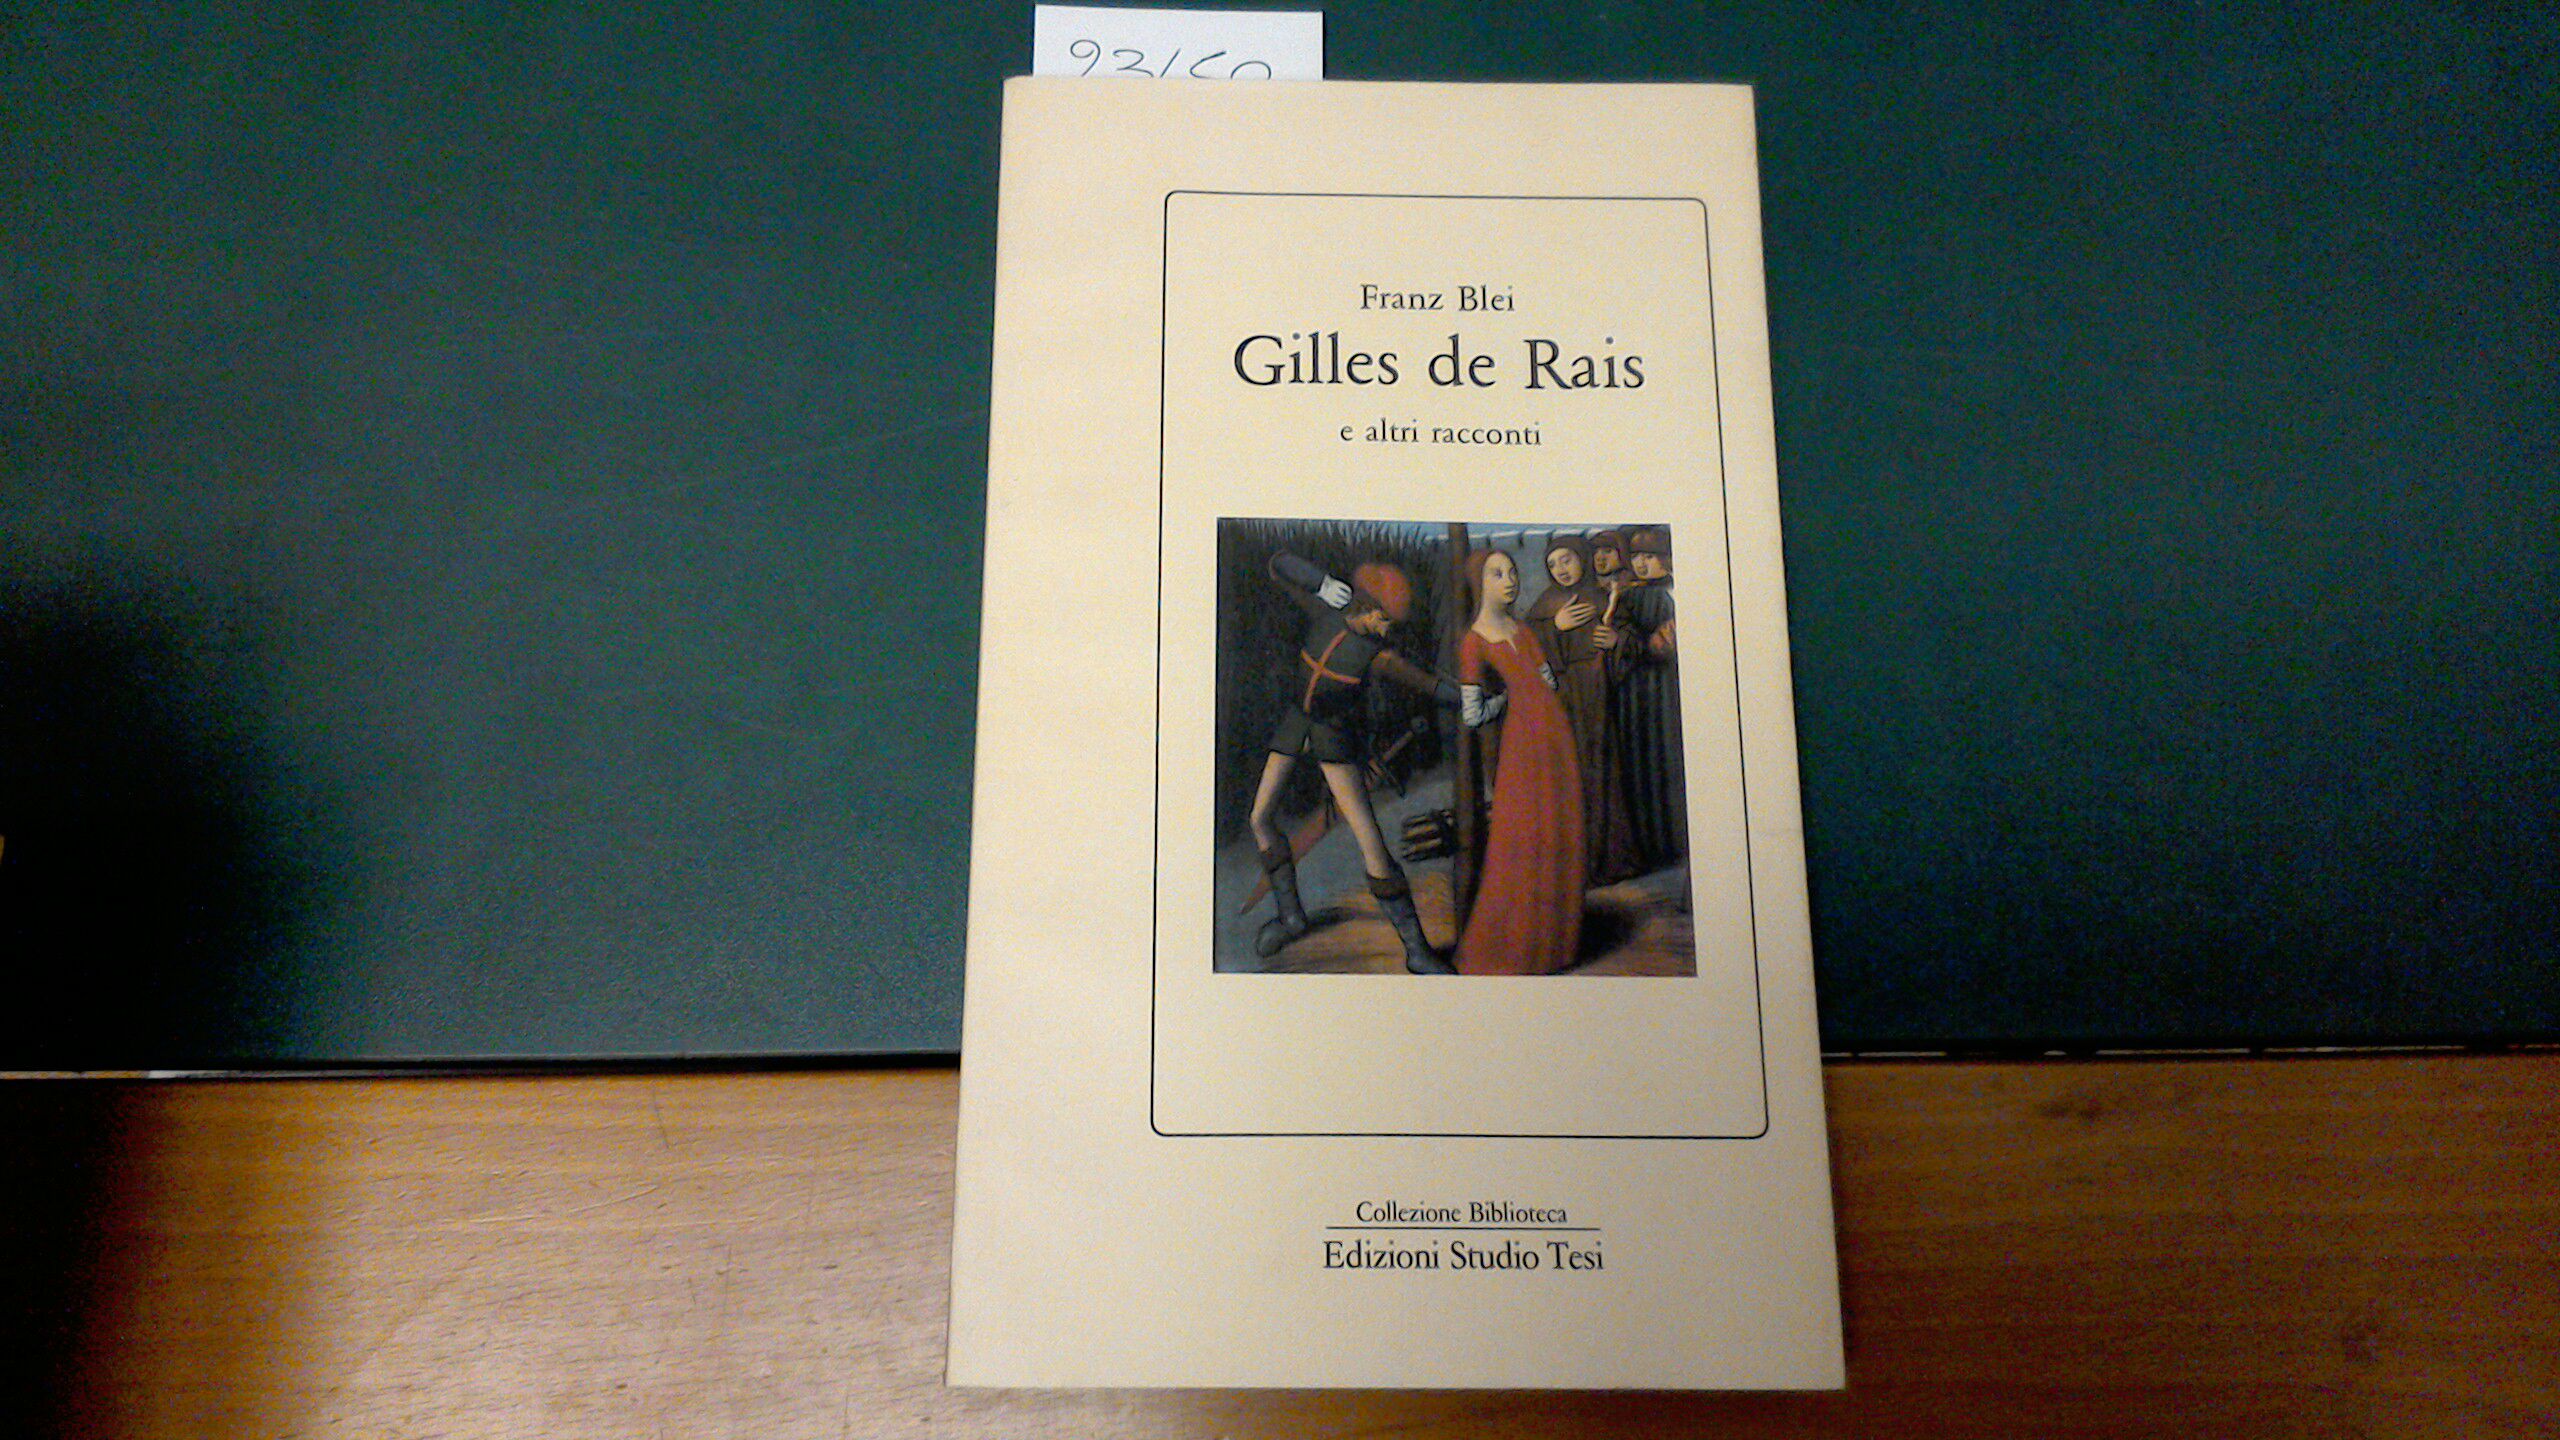 Franz Blei
Gilles de Rais
e altri racconti
Collezione Biblioteca
Edizioni Studio Tesi